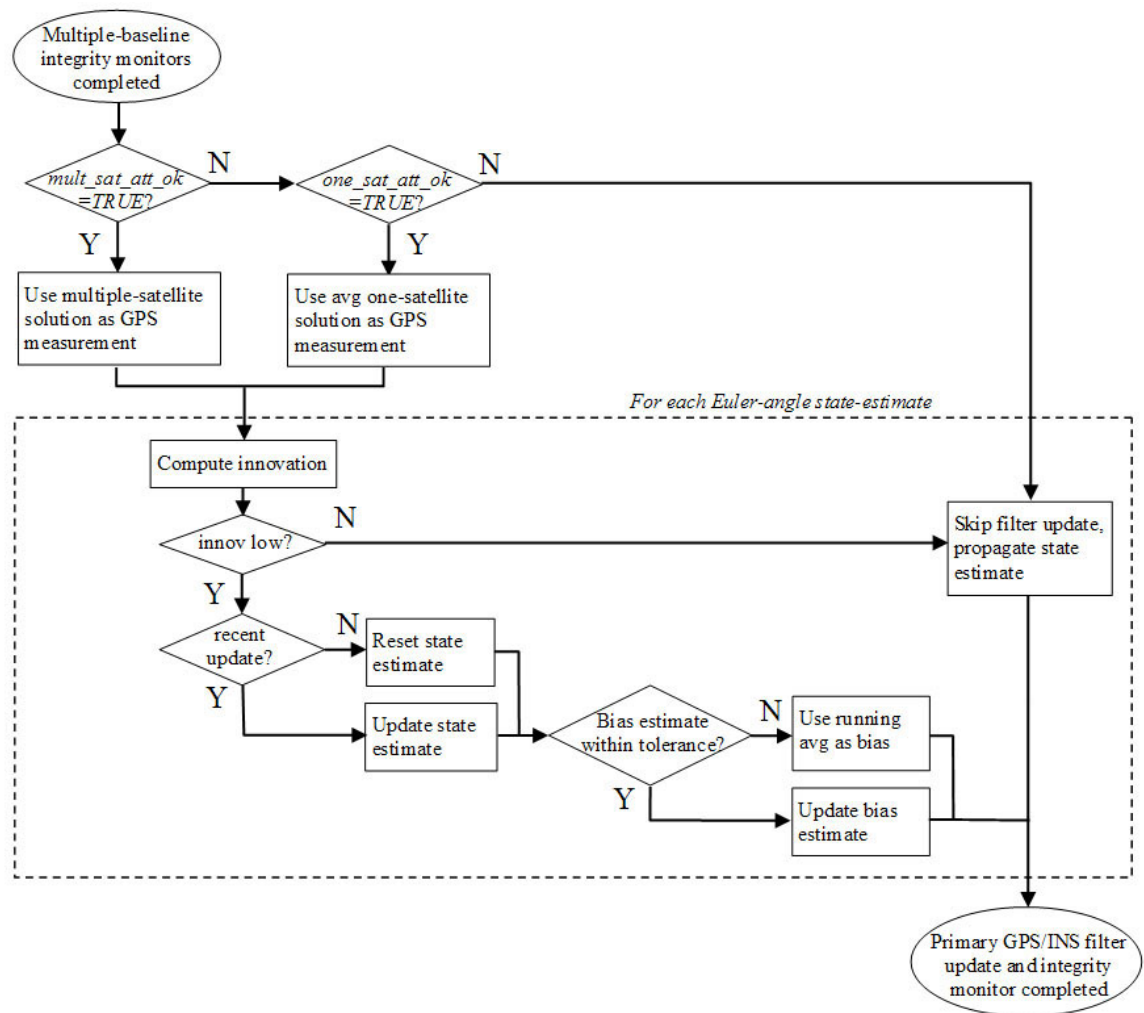 Multiple-baseline
integrity monitors
completed
mult_sat_att_ok
=TRUE?
N
one_sat_att_ok
=TRUE?
N
Y
Y
Use multiple-satellite
solution as GPS
measurement
Use avg one-satellite
solution as GPS
measurement
For each Euler-angle state-estimate
Compute innovation
innov low?
N
Skip filter update,
propagate state
estimate
Y
recent
update?
N
Reset state
estimate
Y
Update state
estimate
Bias estimate
within tolerance?
N
Use running
avg as bias
Y
Update bias
estimate
Primary GPS/INS filter
update and integrity
monitor completed